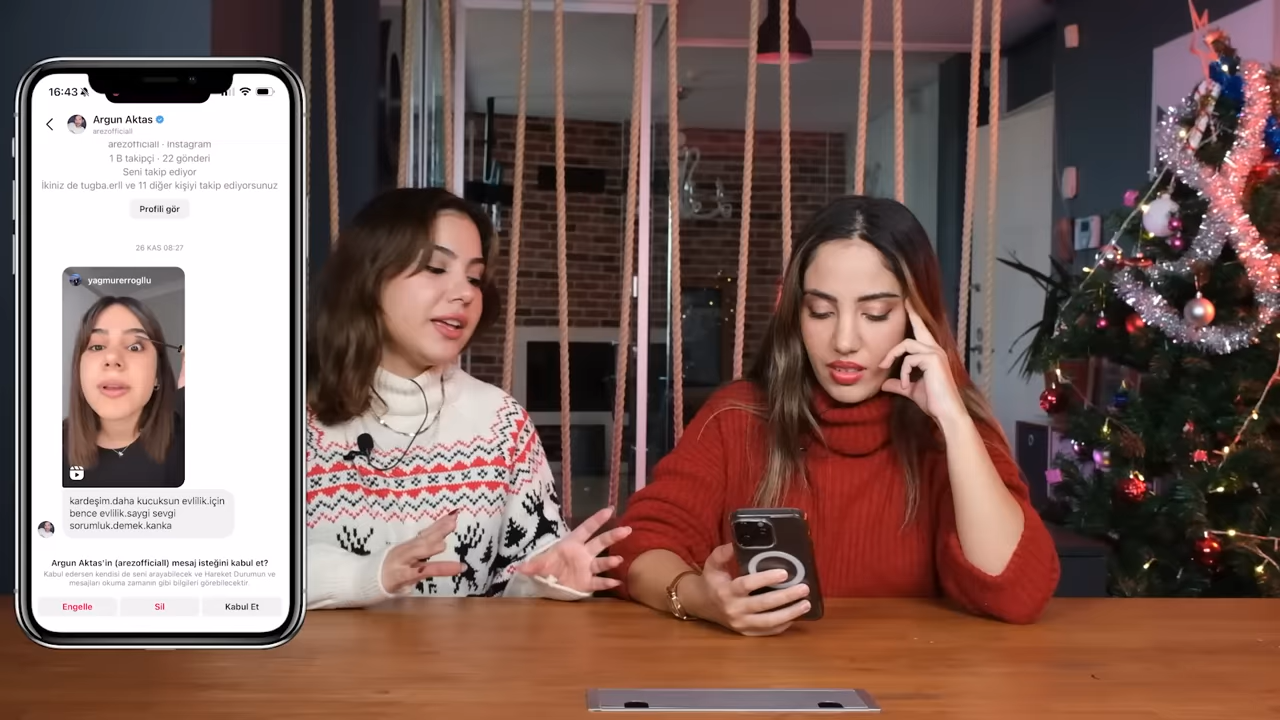 16:43
Argun Aktas
arezofficiall
arezofficiall · Instagram
1 B takipçi · 22 gönderi
Seni takip ediyor
İkiniz de tugba.erll ve 11 diğer kişiyi takip ediyorsunuz
Profili gör
26 KAS 08:27
yagmurerrogllu
kardeşim.daha kucuksun evlilik.için
bence evlilik.saygi sevgi
sorumluk.demek.kanka
Argun Aktas'in (arezofficiall) mesaj isteğini kabul et?
Kabul edersen kendisi de seni arayabilecek ve Hareket Durumun ve
mesajları okuma zamanın gibi bilgileri görebilecektir.
Engelle
Sil
Kabul Et